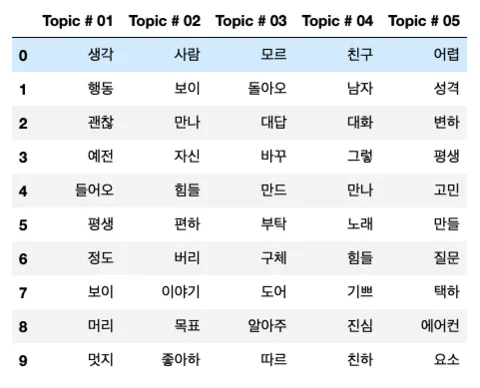 Topic # 01 Topic # 02 Topic # 03 Topic # 04 Topic # 05
0 생각 사람 모르 친구 어렵
1 행동 보이 돌아오 남자 성격
2 괜찮 만나 대답 대화 변하
3 예전 자신 바꾸 그렇 평생
4 들어오 힘들 만드 만나 고민
5 평생 편하 부탁 노래 만들
6 정도 버리 구체 힘들 질문
7 보이 이야기 도어 기쁘 택하
8 머리 목표 알아주 진심 에어컨
9 멋지 좋아하 따르 친하 요소